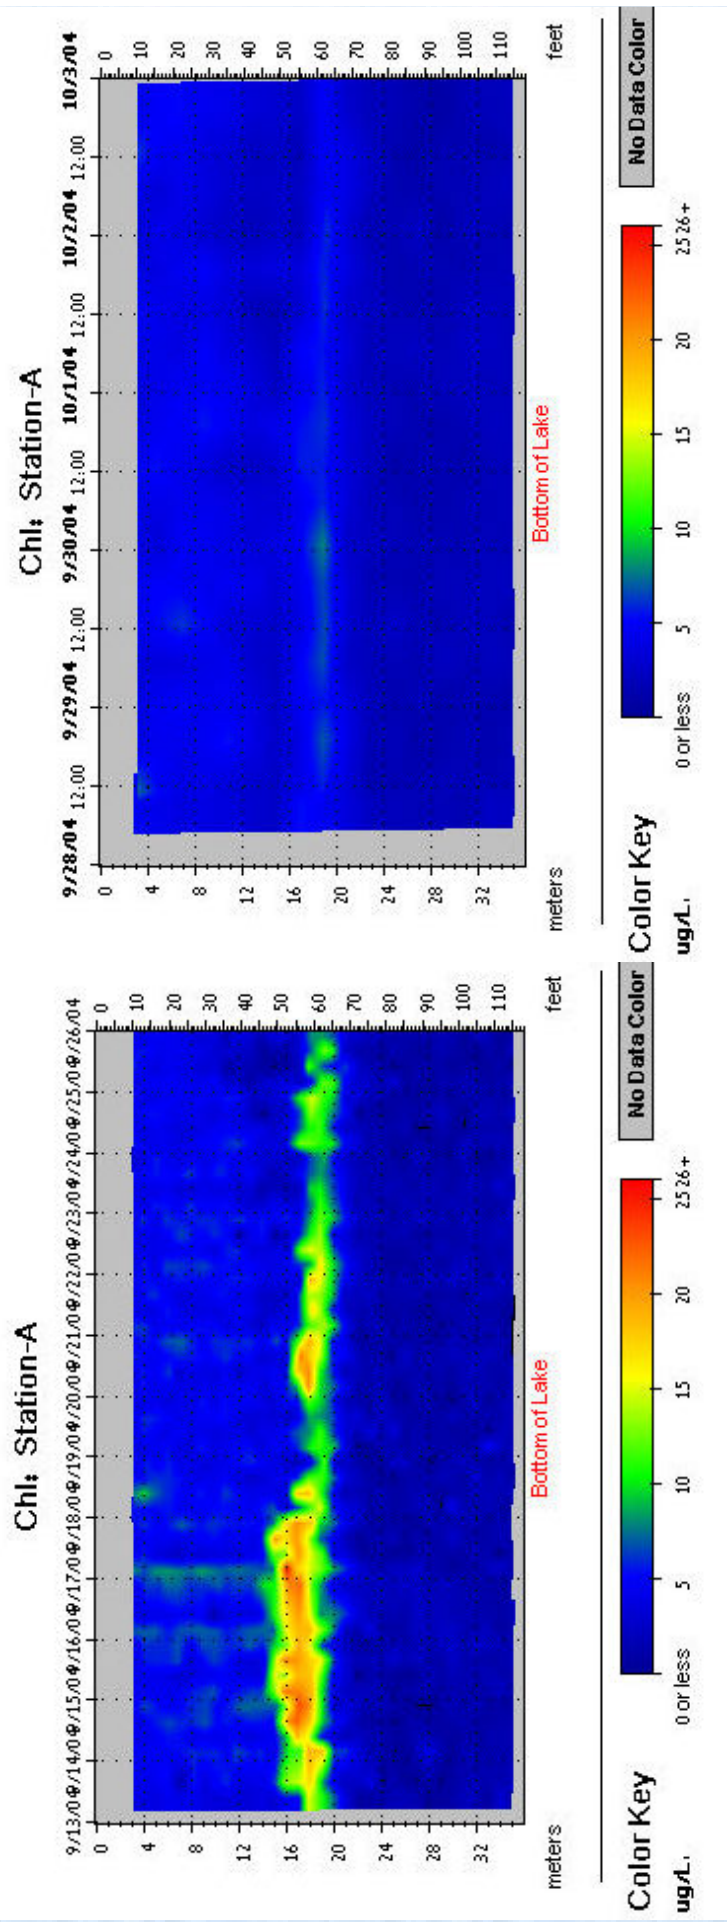 Chl: Station-A
9/13/04 9/14/04 9/15/04 9/16/04 9/17/04 9/18/04 9/19/04 9/20/04 9/21/04 9/22/04 9/23/04 9/24/04 9/25/04 9/26/04
0
4
8
12
16
20
24
28
32
meters
0
10
20
30
40
50
60
70
80
90
100
110
feet
Bottom of Lake
Color Key
ug/L.
0 or less 5 10 15 20 25 26+
No Data Color
Chl: Station-A
9/28/04 12:00 9/29/04 12:00 9/30/04 12:00 10/1/04 12:00 10/2/04 12:00 10/3/04
0
4
8
12
16
20
24
28
32
meters
0
10
20
30
40
50
60
70
80
90
100
110
feet
Bottom of Lake
Color Key
ug/L.
0 or less 5 10 15 20 25 26+
No Data Color